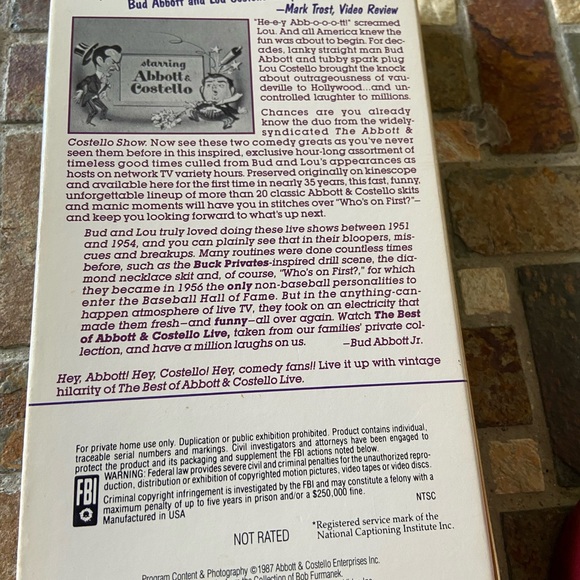 Bud Abbott and Lou
—Mark Trost, Video Review
"He-e-y Abb-o-o-o-tt!" screamed
Lou. And all America knew the
fun was about to begin. For dec-
ades, lanky straight man Bud
Abbott and tubby spark plug
Lou Costello brought the knock
about outrageousness of vau-
deville to Hollywood...and un-
controlled laughter to millions.
starring
Abbott &
Costello
Chances are you already
know the duo from the widely-
syndicated The Abbott &
Costello Show. Now see these two comedy greats as you've never
seen them before in this inspired, exclusive hour-long assortment of
timeless good times culled from Bud and Lou's appearances as
hosts on network TV variety hours. Preserved originally on kinescope
and available here for the first time in nearly 35 years, this fast, funny,
unforgettable lineup of more than 20 classic Abbott & Costello skits
and manic moments will have you in stitches over "Who's on First?"—
and keep you looking forward to what's up next.
Bud and Lou truly loved doing these live shows between 1951
and 1954, and you can plainly see that in their bloopers, mis-
cues and breakups. Many routines were done countless times
before, such as the Buck Privates-inspired drill scene, the dia-
mond necklace skit and, of course, "Who's on First?," for which
they became in 1956 the only non-baseball personalities to
enter the Baseball Hall of Fame. But in the anything-can-
happen atmosphere of live TV, they took on an electricity that
made them fresh—and funny—all over again. Watch The Best
of Abbott & Costello Live, taken from our families' private col-
lection, and have a million laughs on us. —Bud Abbott Jr.
Hey, Abbott! Hey, Costello! Hey, comedy fans!! Live it up with vintage
hilarity of The Best of Abbott & Costello Live.
For private home use only. Duplication or public exhibition prohibited. Product contains individual,
traceable serial numbers and markings. Civil investigators and attorneys have been engaged to
protect the product and its packaging and supplement the FBI actions noted below.
FBI
WARNING: Federal law provides severe civil and criminal penalties for the unauthorized repro-
duction, distribution or exhibition of copyrighted motion pictures, video tapes or video discs.
Criminal copyright infringement is investigated by the FBI and may constitute a felony with a
maximum penalty of up to five years in prison and/or a $250,000 fine.
Manufactured in USA
NTSC
NOT RATED
*Registered service mark of the
National Captioning Institute Inc.
Program Content & Photography ©1987 Abbott & Costello Enterprises Inc.
the Collection of Bob Furmanek.